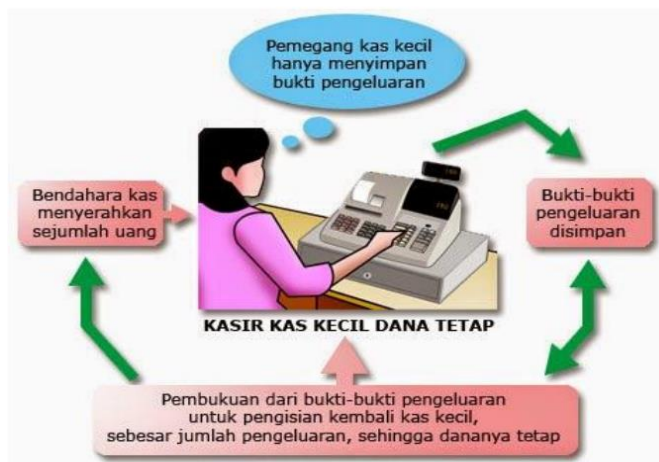 Pemegang kas kecil
hanya menyimpan
bukti pengeluaran
Bendahara kas
menyerahkan
sejumlah uang
Bukti-bukti
pengeluaran
disimpan
KASIR KAS KECIL DANA TETAP
Pembukuan dari bukti-bukti pengeluaran
untuk pengisian kembali kas kecil,
sebesar jumlah pengeluaran, sehingga dananya tetap